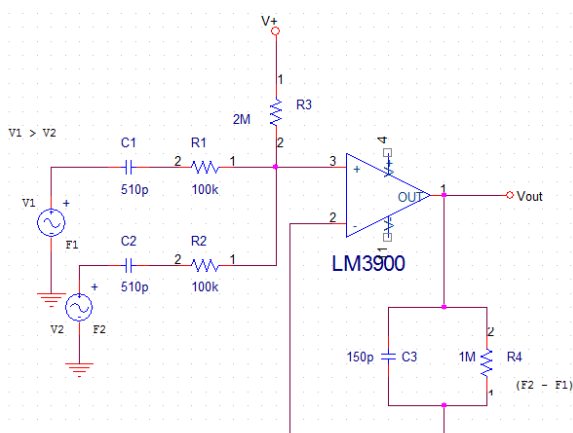 V+
1
R3
2M
2
V1 > V2
C1
R1
2
1
510p
100k
3
+
4
V+
OUT
1
Vout
V1
+
F1
2
-
C2
R2
2
1
510p
100k
LM3900
V2
+
F2
2
150p
C3
1M
R4
(F2 - F1)
1